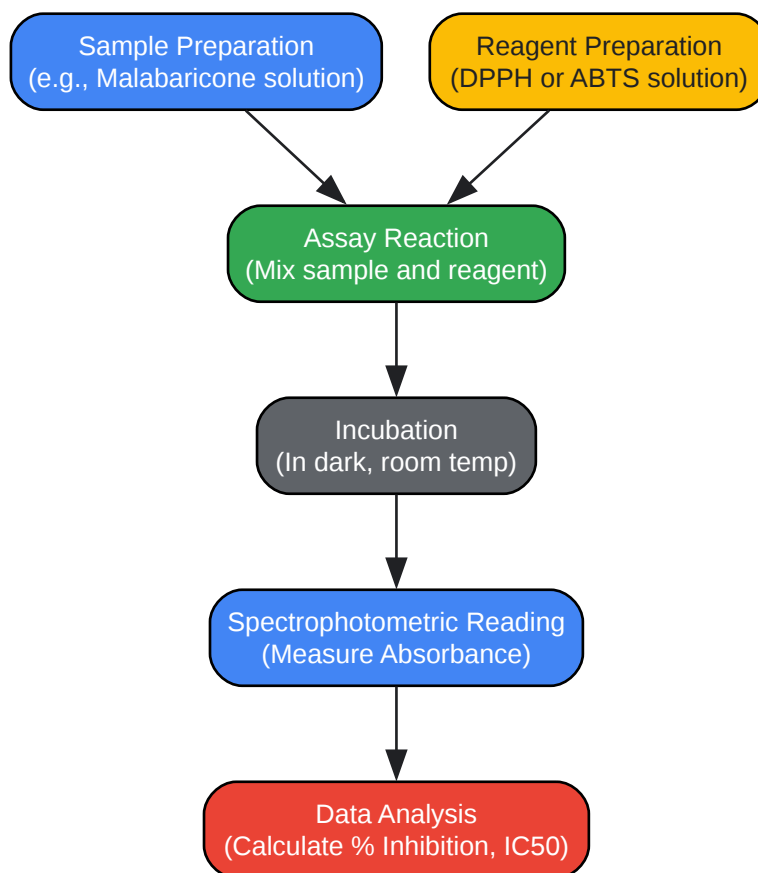 Sample Preparation
(e.g., Malabaricone solution)
Reagent Preparation
(DPPH or ABTS solution)
Assay Reaction
(Mix sample and reagent)
Incubation
(In dark, room temp)
Spectrophotometric Reading
(Measure Absorbance)
Data Analysis
(Calculate % Inhibition, IC50)